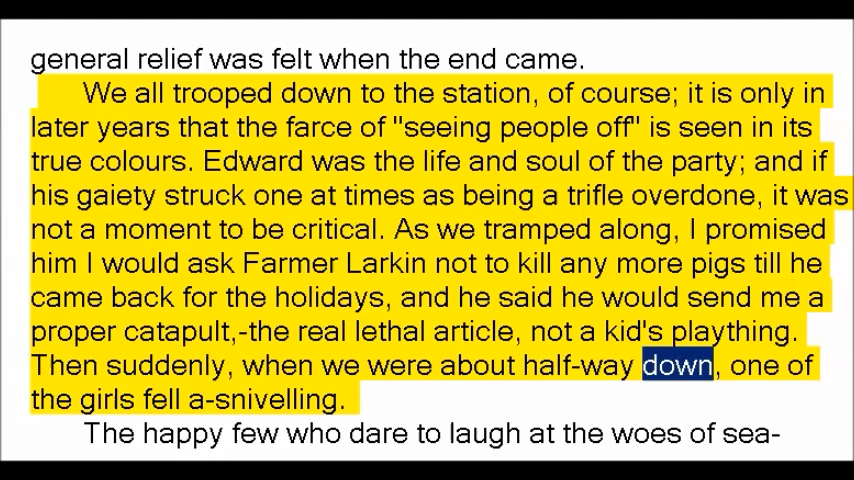 general relief was felt when the end came.
We all trooped down to the station, of course; it is only in
later years that the farce of "seeing people off" is seen in its
true colours. Edward was the life and soul of the party; and if
his gaiety struck one at times as being a trifle overdone, it was
not a moment to be critical. As we tramped along, I promised
him I would ask Farmer Larkin not to kill any more pigs till he
came back for the holidays, and he said he would send me a
proper catapult,-the real lethal article, not a kid's plaything.
Then suddenly, when we were about half-way down, one of
the girls fell a-snivelling.
The happy few who dare to laugh at the woes of sea-